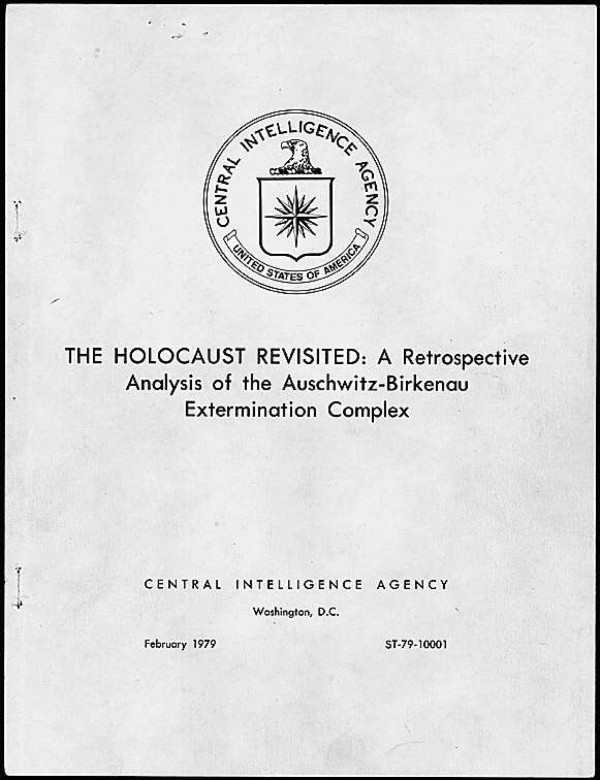 CENTRAL INTELLIGENCE AGENCY
UNITED STATES OF AMERICA
THE HOLOCAUST REVISITED: A Retrospective
Analysis of the Auschwitz-Birkenau
Extermination Complex
CENTRAL INTELLIGENCE AGENCY
Washington, D.C.
February 1979 ST-79-10001